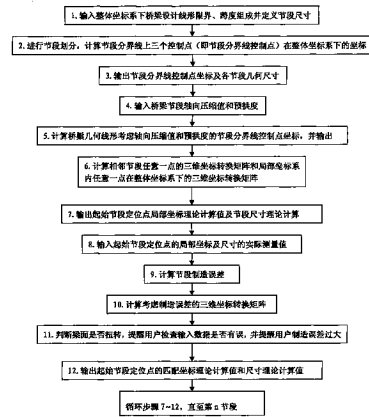 1. 输入整体坐标系下桥梁设计线形限界、跨度组成并定义节段尺寸
2. 进行节段划分，计算节段分界线上三个控制点（即节段分界线控制点）在整体坐标系下的坐标
3. 输出节段分界线控制点坐标及各节段几何尺寸
4. 输入桥梁节段轴向压缩值和预拱度
5. 计算桥梁几何线形考虑轴向压缩值和预拱度的节段分界线控制点坐标，并输出
6. 计算相邻节段任意一点的三维坐标转换矩阵和局部坐标系
内任意一点在整体坐标系下的三维坐标转换矩阵
7. 输出起始节段定位点局部坐标理论计算值及节段尺寸理论计算
8. 输入起始节段定位点的局部坐标及尺寸的实际测量值
9. 计算节段制造误差
10. 计算考虑制造误差的三维坐标转换矩阵
11. 判断梁面是否扭转，提醒用户检查输入数据是否有误，并提醒用户制造误差过大
12. 输出起始节段定位点的匹配坐标理论计算值和尺寸理论计算值
循环步骤 7~12，直至第 n 节段